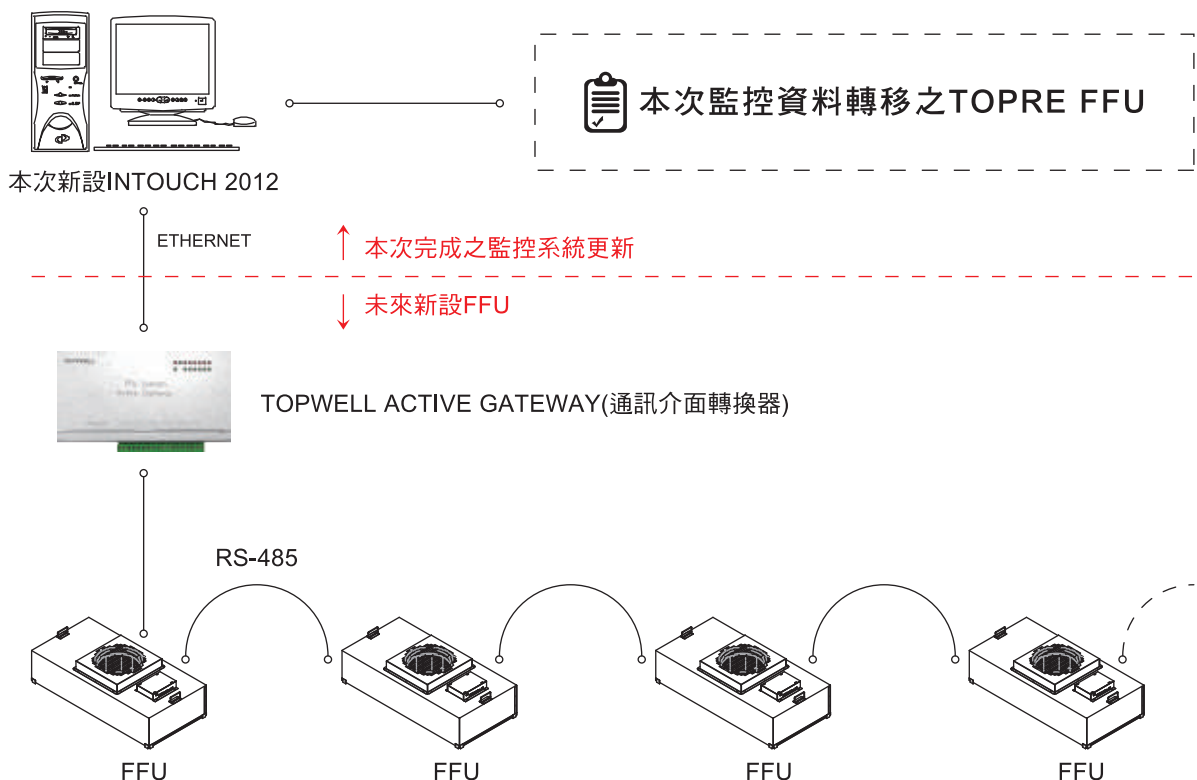 本次監控資料轉移之TOPRE FFU
本次新設INTOUCH 2012
ETHERNET
本次完成之監控系統更新
未來新設FFU
TOPWELL ACTIVE GATEWAY(通訊介面轉換器)
RS-485
FFU
FFU
FFU
FFU